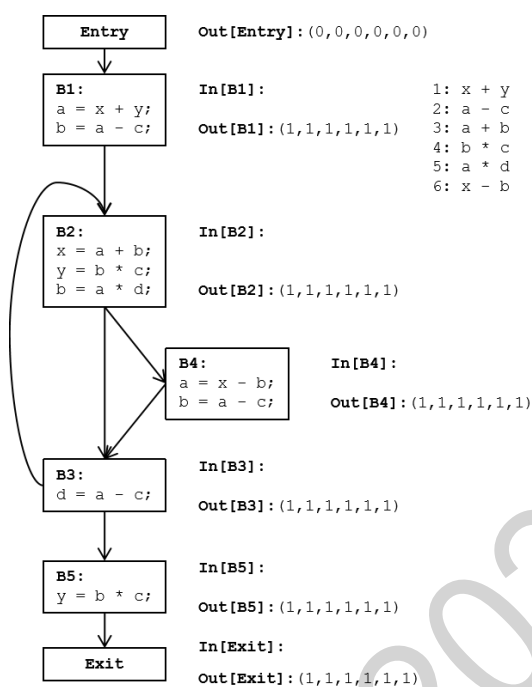 Entry
Out[Entry]:(0,0,0,0,0,0)
B1:
a = x + y;
b = a - c;
In[B1]:
Out[B1]:(1,1,1,1,1,1)
1: x + y
2: a - c
3: a + b
4: b * c
5: a * d
6: x - b
B2:
x = a + b;
y = b * c;
b = a * d;
In[B2]:
Out[B2]:(1,1,1,1,1,1)
B4:
a = x - b;
b = a - c;
In[B4]:
Out[B4]:(1,1,1,1,1,1)
B3:
d = a - c;
In[B3]:
Out[B3]:(1,1,1,1,1,1)
B5:
y = b * c;
In[B5]:
Out[B5]:(1,1,1,1,1,1)
Exit
In[Exit]:
Out[Exit]:(1,1,1,1,1,1)